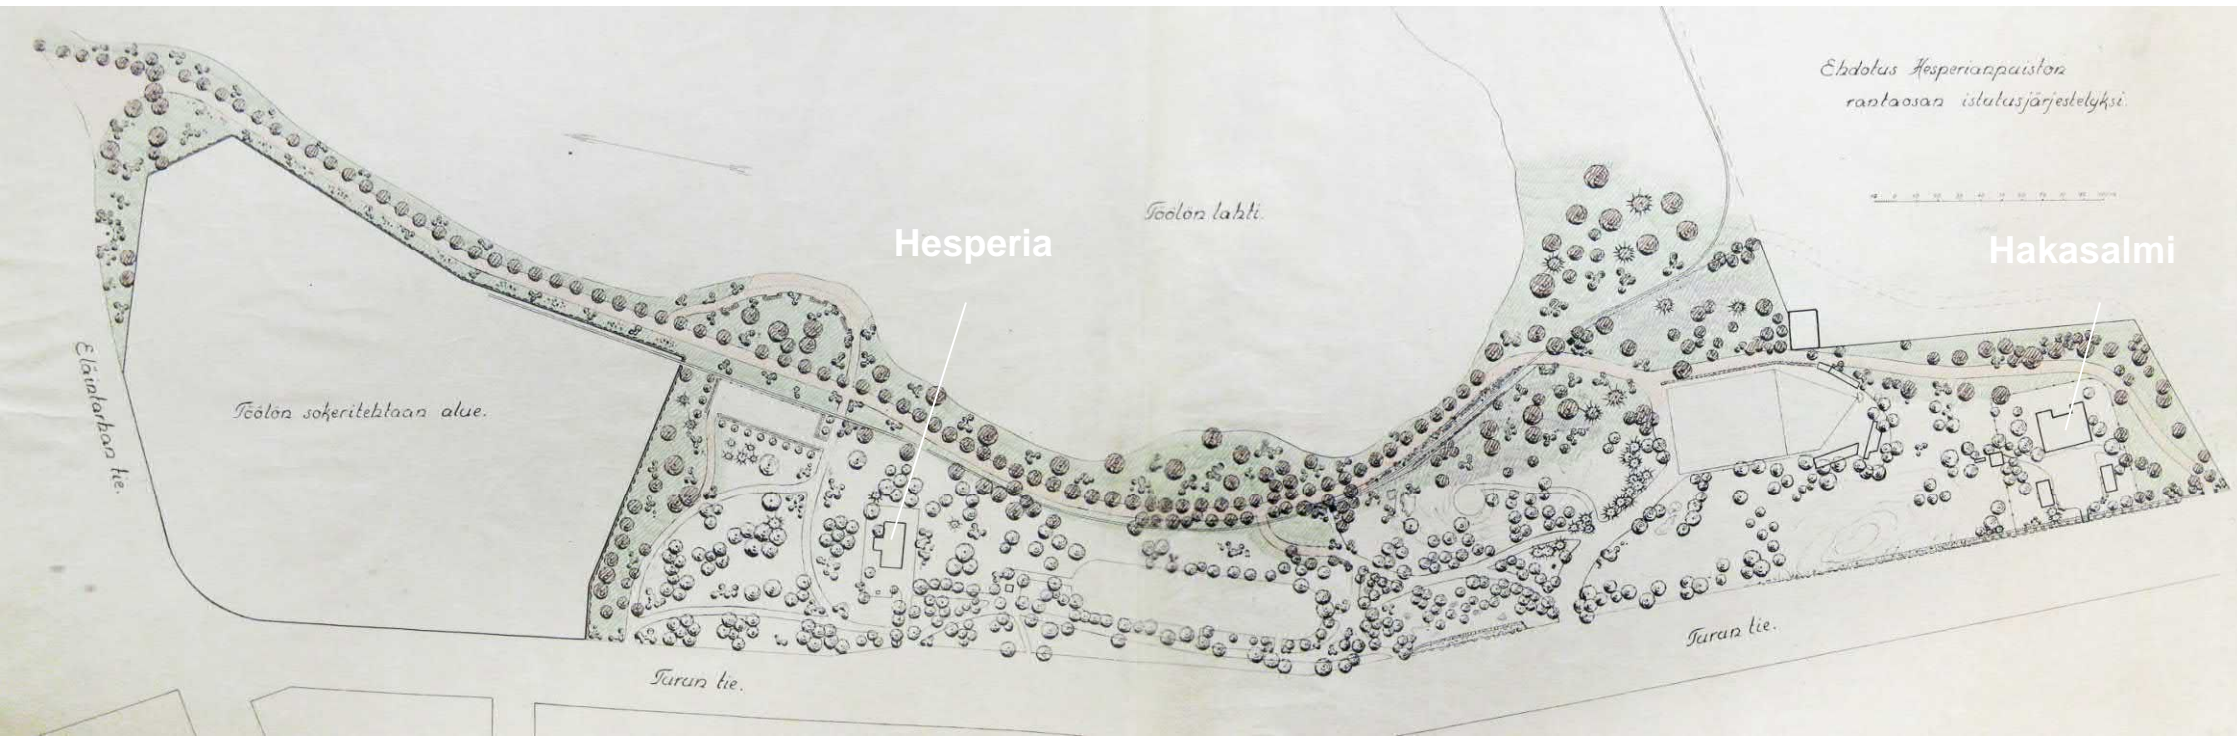 Ehdotus Hesperianpuiston
rantaosan istutusjärjestelyksi.
Töölön lahti.
Hesperia
Hakasalmi
Eläintarhan tie.
Töölön sokeritehtaan alue.
Turun tie.
Turun tie.